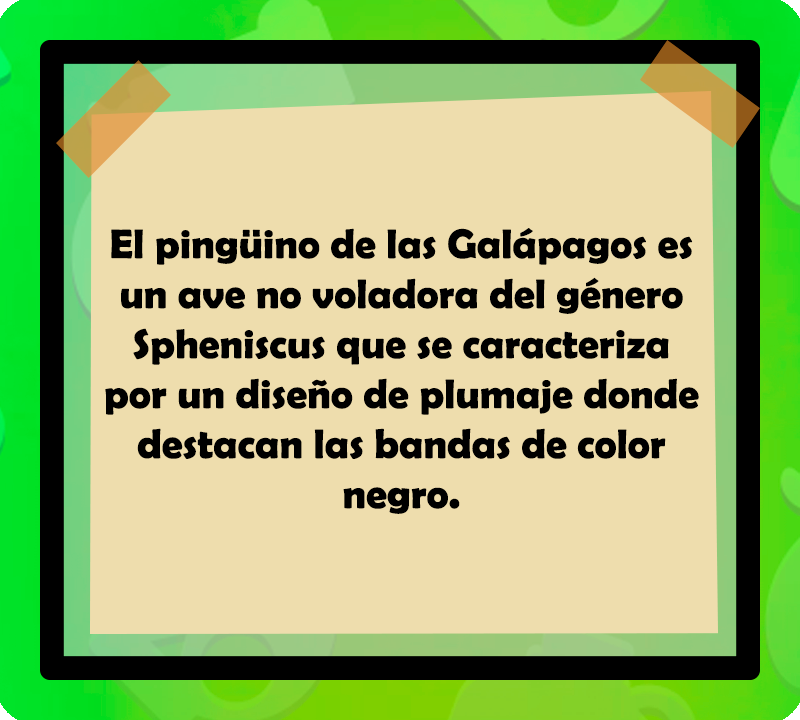 El pingüino de las Galápagos es
un ave no voladora del género
Spheniscus que se caracteriza
por un diseño de plumaje donde
destacan las bandas de color
negro.